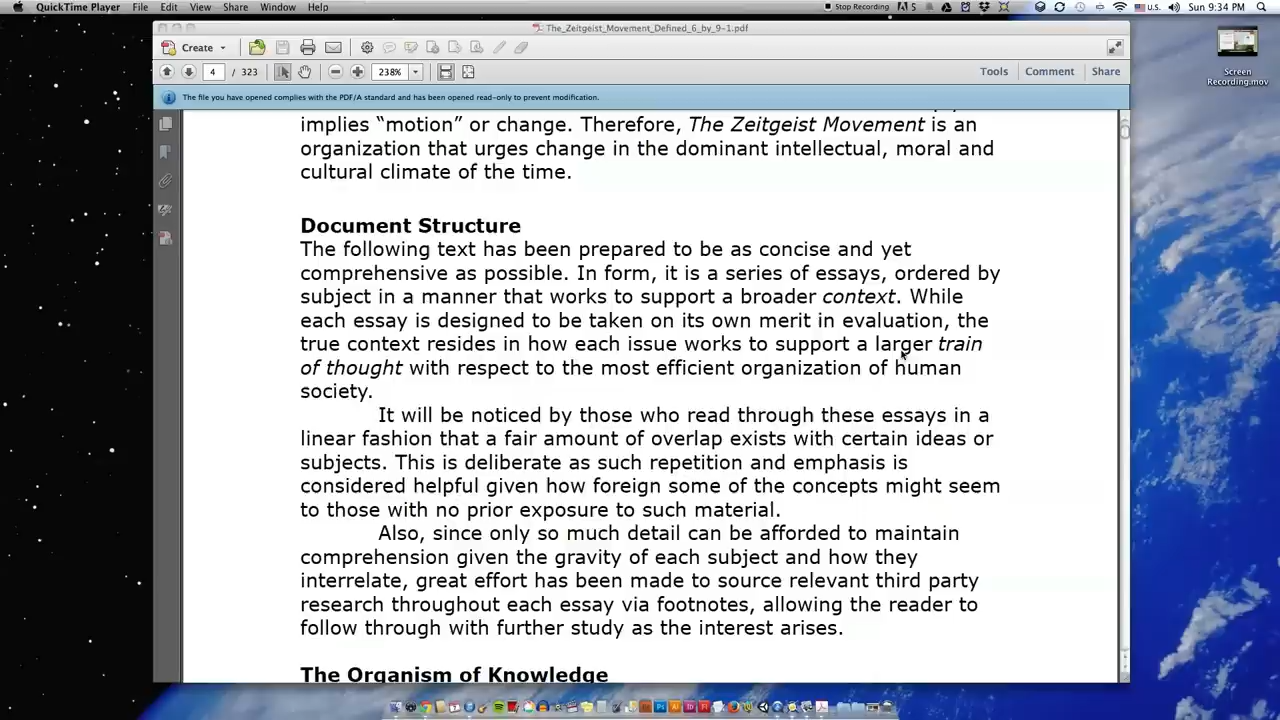 QuickTime Player File Edit View Share Window Help Stop Recording 5 U.S. Sun 9:34 PM
The_Zeitgeist_Movement_Defined_6_by_9-1.pdf
Create
4 / 323 238% Tools Comment Share
The file you have opened complies with the PDF/A standard and has been opened read-only to prevent modification.
Screen
Recording.mov
implies “motion” or change. Therefore, The Zeitgeist Movement is an
organization that urges change in the dominant intellectual, moral and
cultural climate of the time.
Document Structure
The following text has been prepared to be as concise and yet
comprehensive as possible. In form, it is a series of essays, ordered by
subject in a manner that works to support a broader context. While
each essay is designed to be taken on its own merit in evaluation, the
true context resides in how each issue works to support a larger train
of thought with respect to the most efficient organization of human
society.
It will be noticed by those who read through these essays in a
linear fashion that a fair amount of overlap exists with certain ideas or
subjects. This is deliberate as such repetition and emphasis is
considered helpful given how foreign some of the concepts might seem
to those with no prior exposure to such material.
Also, since only so much detail can be afforded to maintain
comprehension given the gravity of each subject and how they
interrelate, great effort has been made to source relevant third party
research throughout each essay via footnotes, allowing the reader to
follow through with further study as the interest arises.
The Organism of Knowledge